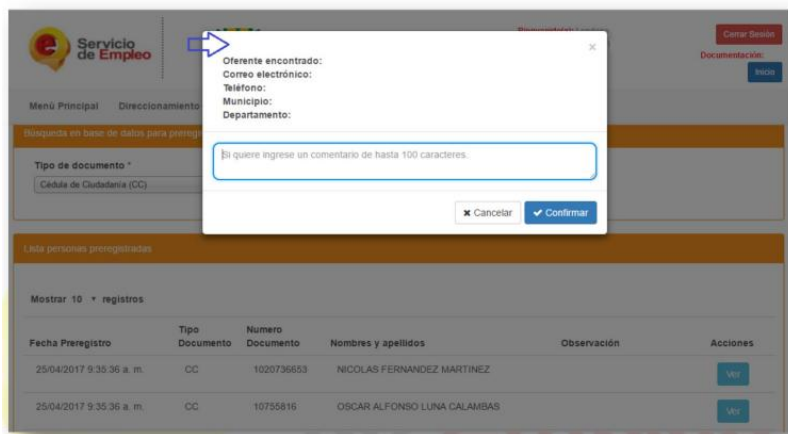 Servicio
de Empleo
Cerrar Sesión
Documentación:
Inicio
Menú Principal Direccionamiento
Búsqueda en base de datos para
Tipo de documento *
Cédula de Ciudadanía (CC)
×
Oferente encontrado:
Correo electrónico:
Teléfono:
Municipio:
Departamento:
Si quiere ingrese un comentario de hasta 100 caracteres.
✖ Cancelar ✔ Confirmar
Lista personas preregistradas
Mostrar 10 registros
Fecha Preregistro Tipo Documento Numero Documento Nombres y apellidos Observación Acciones
25/04/2017 9:35:36 a. m. CC 1020736653 NICOLAS FERNANDEZ MARTINEZ Ver
25/04/2017 9:35:36 a. m. CC 10755816 OSCAR ALFONSO LUNA CALAMBAS Ver